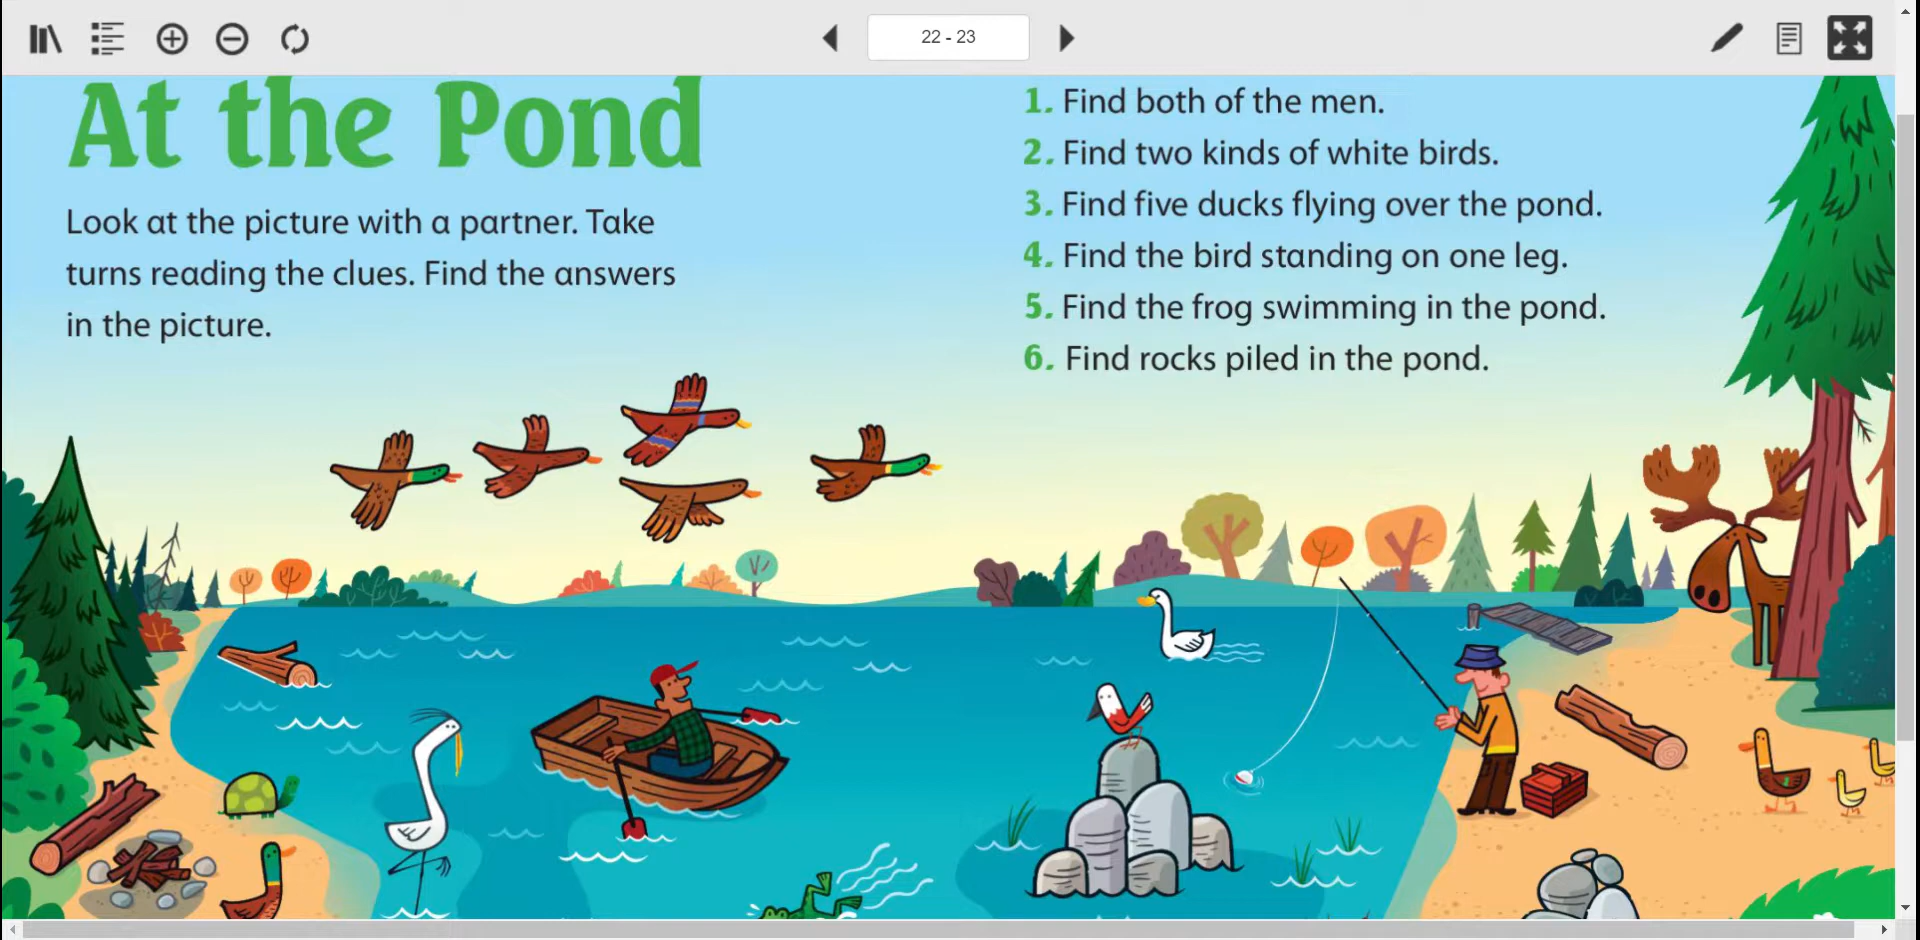 22 - 23
At the Pond
Look at the picture with a partner. Take
turns reading the clues. Find the answers
in the picture.
1. Find both of the men.
2. Find two kinds of white birds.
3. Find five ducks flying over the pond.
4. Find the bird standing on one leg.
5. Find the frog swimming in the pond.
6. Find rocks piled in the pond.